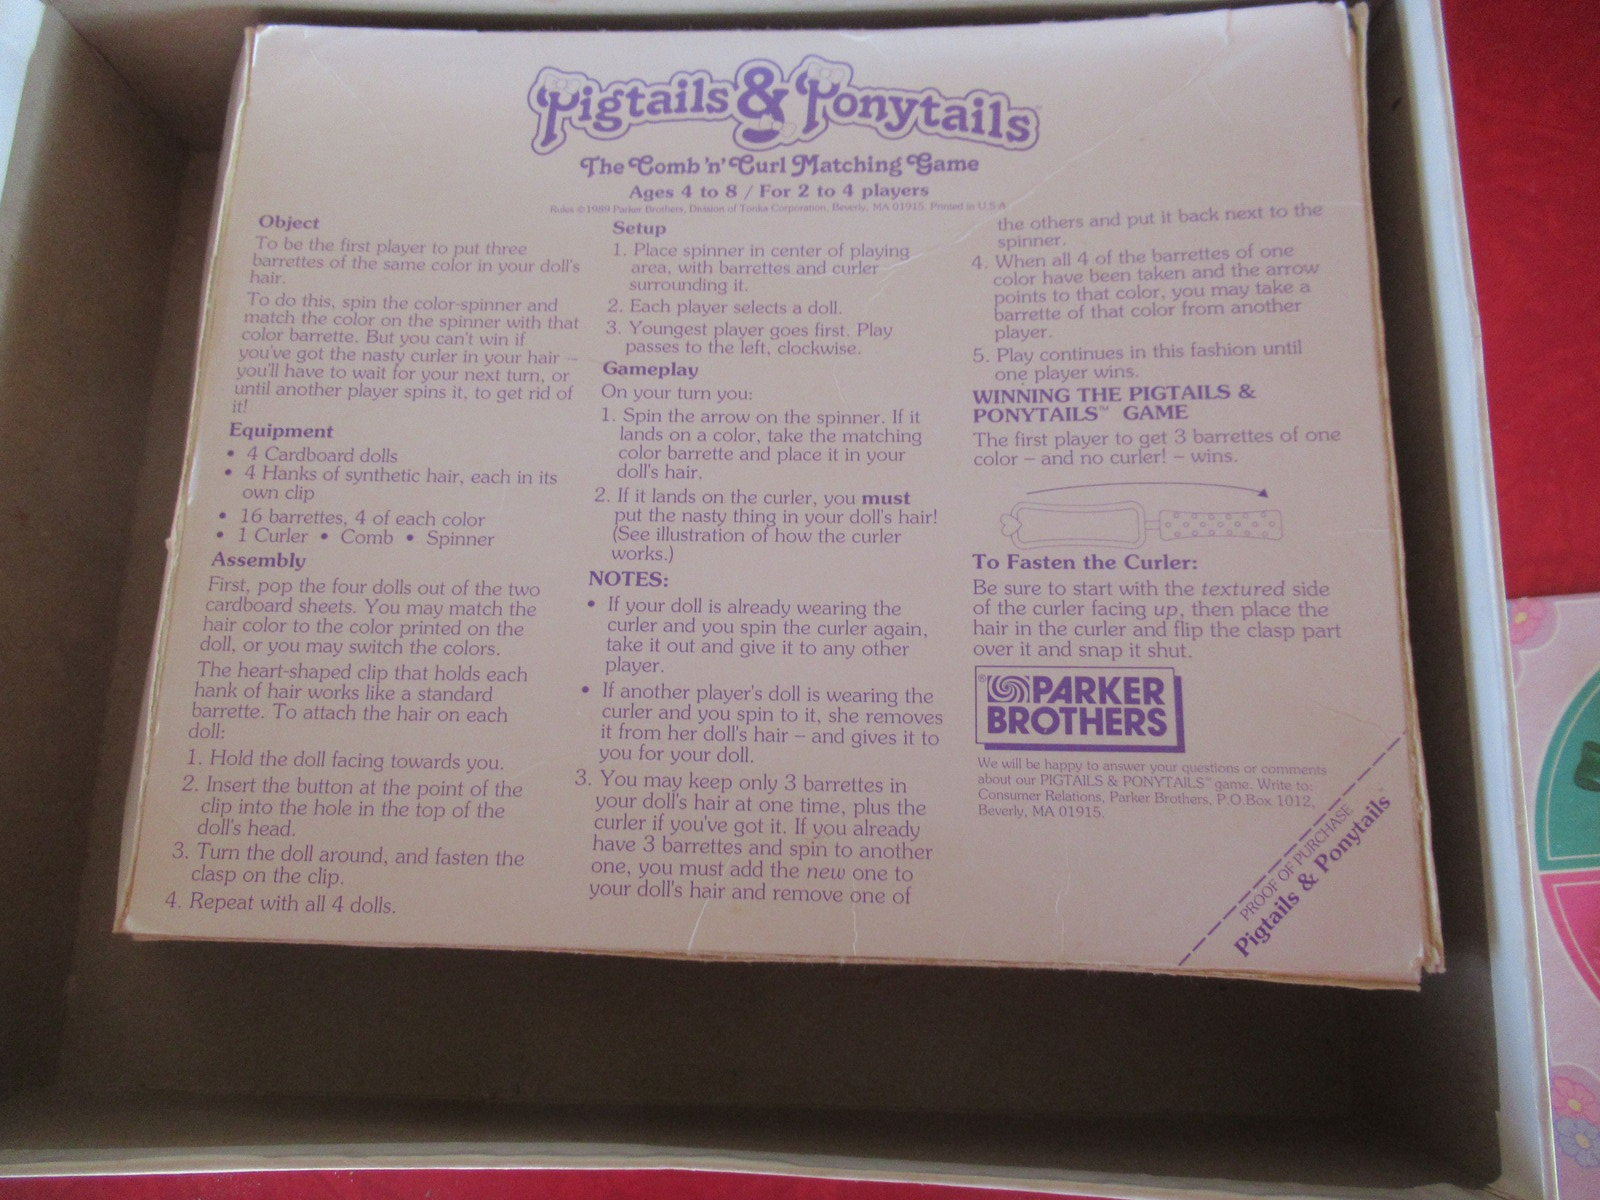 Pigtails & Ponytails™
The Comb 'n' Curl Matching Game
Ages 4 to 8 / For 2 to 4 players
Rules ©1989 Parker Brothers, Division of Tonka Corporation, Beverly, MA 01915. Printed in U.S.A
Object
To be the first player to put three
barrettes of the same color in your doll's
hair.
To do this, spin the color-spinner and
match the color on the spinner with that
color barrette. But you can't win if
you've got the nasty curler in your hair –
you'll have to wait for your next turn, or
until another player spins it, to get rid of
it!
Equipment
• 4 Cardboard dolls
• 4 Hanks of synthetic hair, each in its
own clip
• 16 barrettes, 4 of each color
• 1 Curler • Comb • Spinner
Assembly
First, pop the four dolls out of the two
cardboard sheets. You may match the
hair color to the color printed on the
doll, or you may switch the colors.
The heart-shaped clip that holds each
hank of hair works like a standard
barrette. To attach the hair on each
doll:
1. Hold the doll facing towards you.
2. Insert the button at the point of the
clip into the hole in the top of the
doll's head.
3. Turn the doll around, and fasten the
clasp on the clip.
4. Repeat with all 4 dolls.
Setup
1. Place spinner in center of playing
area, with barrettes and curler
surrounding it.
2. Each player selects a doll.
3. Youngest player goes first. Play
passes to the left, clockwise.
Gameplay
On your turn you:
1. Spin the arrow on the spinner. If it
lands on a color, take the matching
color barrette and place it in your
doll's hair.
2. If it lands on the curler, you must
put the nasty thing in your doll's hair!
(See illustration of how the curler
works.)
NOTES:
• If your doll is already wearing the
curler and you spin the curler again,
take it out and give it to any other
player.
• If another player's doll is wearing the
curler and you spin to it, she removes
it from her doll's hair – and gives it to
you for your doll.
3. You may keep only 3 barrettes in
your doll's hair at one time, plus the
curler if you've got it. If you already
have 3 barrettes and spin to another
one, you must add the new one to
your doll's hair and remove one of
the others and put it back next to the
spinner.
4. When all 4 of the barrettes of one
color have been taken and the arrow
points to that color, you may take a
barrette of that color from another
player.
5. Play continues in this fashion until
one player wins.
WINNING THE PIGTAILS &
PONYTAILS™ GAME
The first player to get 3 barrettes of one
color – and no curler! – wins.
To Fasten the Curler:
Be sure to start with the textured side
of the curler facing up, then place the
hair in the curler and flip the clasp part
over it and snap it shut.
® PARKER
BROTHERS
We will be happy to answer your questions or comments
about our PIGTAILS & PONYTAILS™ game. Write to:
Consumer Relations, Parker Brothers, P.O. Box 1012,
Beverly, MA 01915.
PROOF OF PURCHASE
Pigtails & Ponytails™